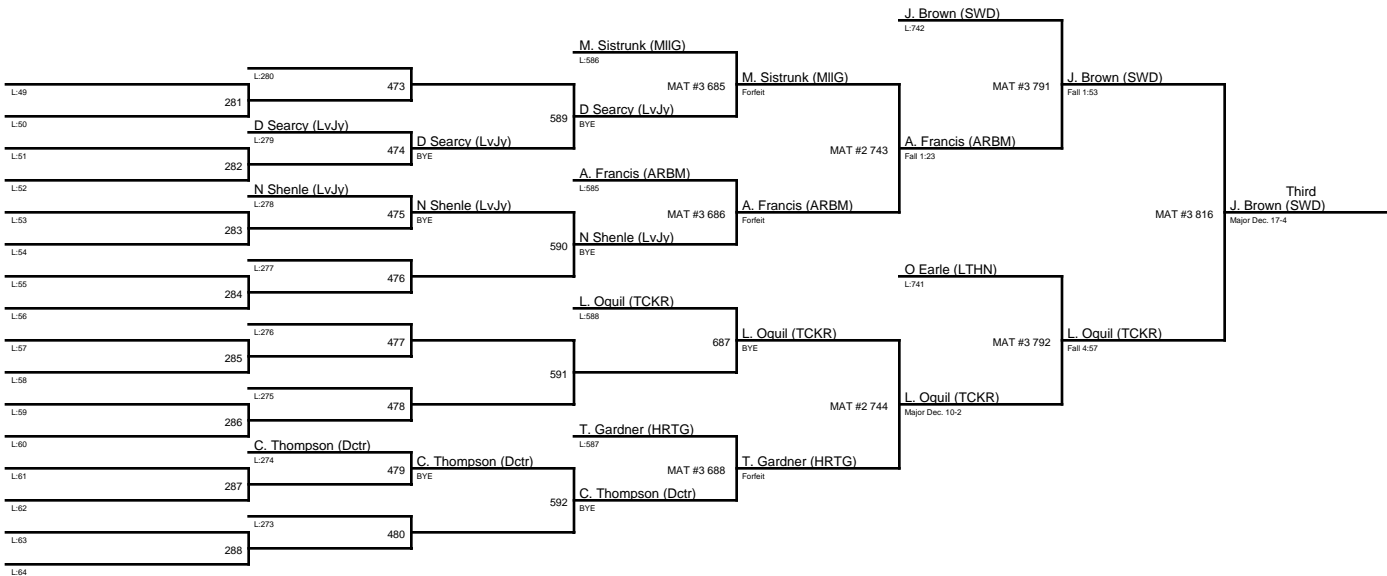 J. Brown (SWD)
L:742
M. Sistrunk (MllG)
L:586
L:280
473
MAT #3 685
M. Sistrunk (MllG)
Forfeit
MAT #3 791
J. Brown (SWD)
Fall 1:53
L:49
281
589
D Searcy (LvJy)
BYE
L:50
D Searcy (LvJy)
L:279
474
D Searcy (LvJy)
BYE
MAT #2 743
A. Francis (ARBM)
Fall 1:23
L:51
282
L:52
A. Francis (ARBM)
L:585
N Shenle (LvJy)
L:278
475
N Shenle (LvJy)
BYE
MAT #3 686
A. Francis (ARBM)
Forfeit
MAT #3 816
Third
J. Brown (SWD)
Major Dec. 17-4
L:53
283
590
N Shenle (LvJy)
BYE
L:54
L:277
476
O Earle (LTHN)
L:741
L:55
284
L:56
L. Oquil (TCKR)
L:588
L:276
477
687
L. Oquil (TCKR)
BYE
MAT #3 792
L. Oquil (TCKR)
Fall 4:57
L:57
285
591
L:58
L:275
478
MAT #2 744
L. Oquil (TCKR)
Major Dec. 10-2
L:59
286
L:60
T. Gardner (HRTG)
L:587
C. Thompson (Dctr)
L:274
479
C. Thompson (Dctr)
BYE
MAT #3 688
T. Gardner (HRTG)
Forfeit
L:61
287
592
C. Thompson (Dctr)
BYE
L:62
L:273
480
L:63
288
L:64